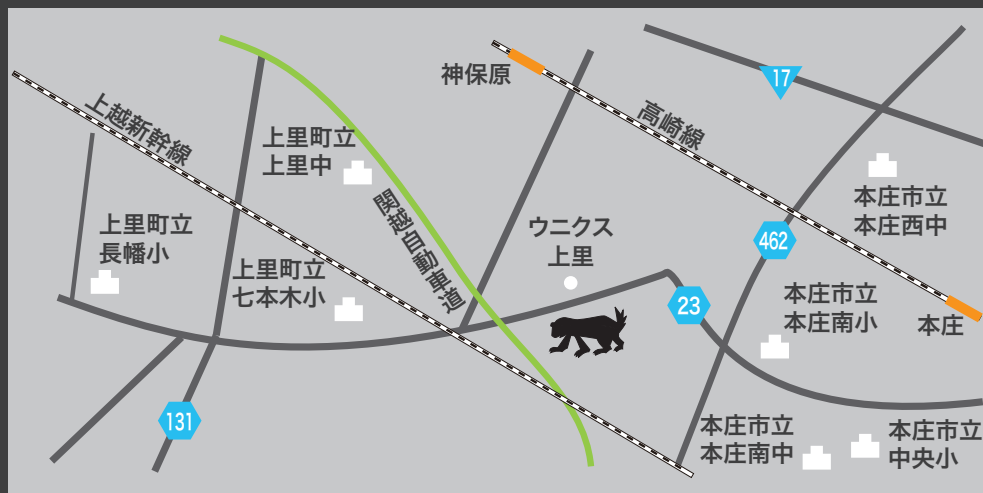 神保原
17
上越新幹線
高崎線
上里町立
上里中
本庄市立
本庄西中
関越自動車道
上里町立
長幡小
ウニクス
上里
462
上里町立
七本木小
23
本庄市立
本庄南小
本庄
131
本庄市立
本庄南中
本庄市立
中央小